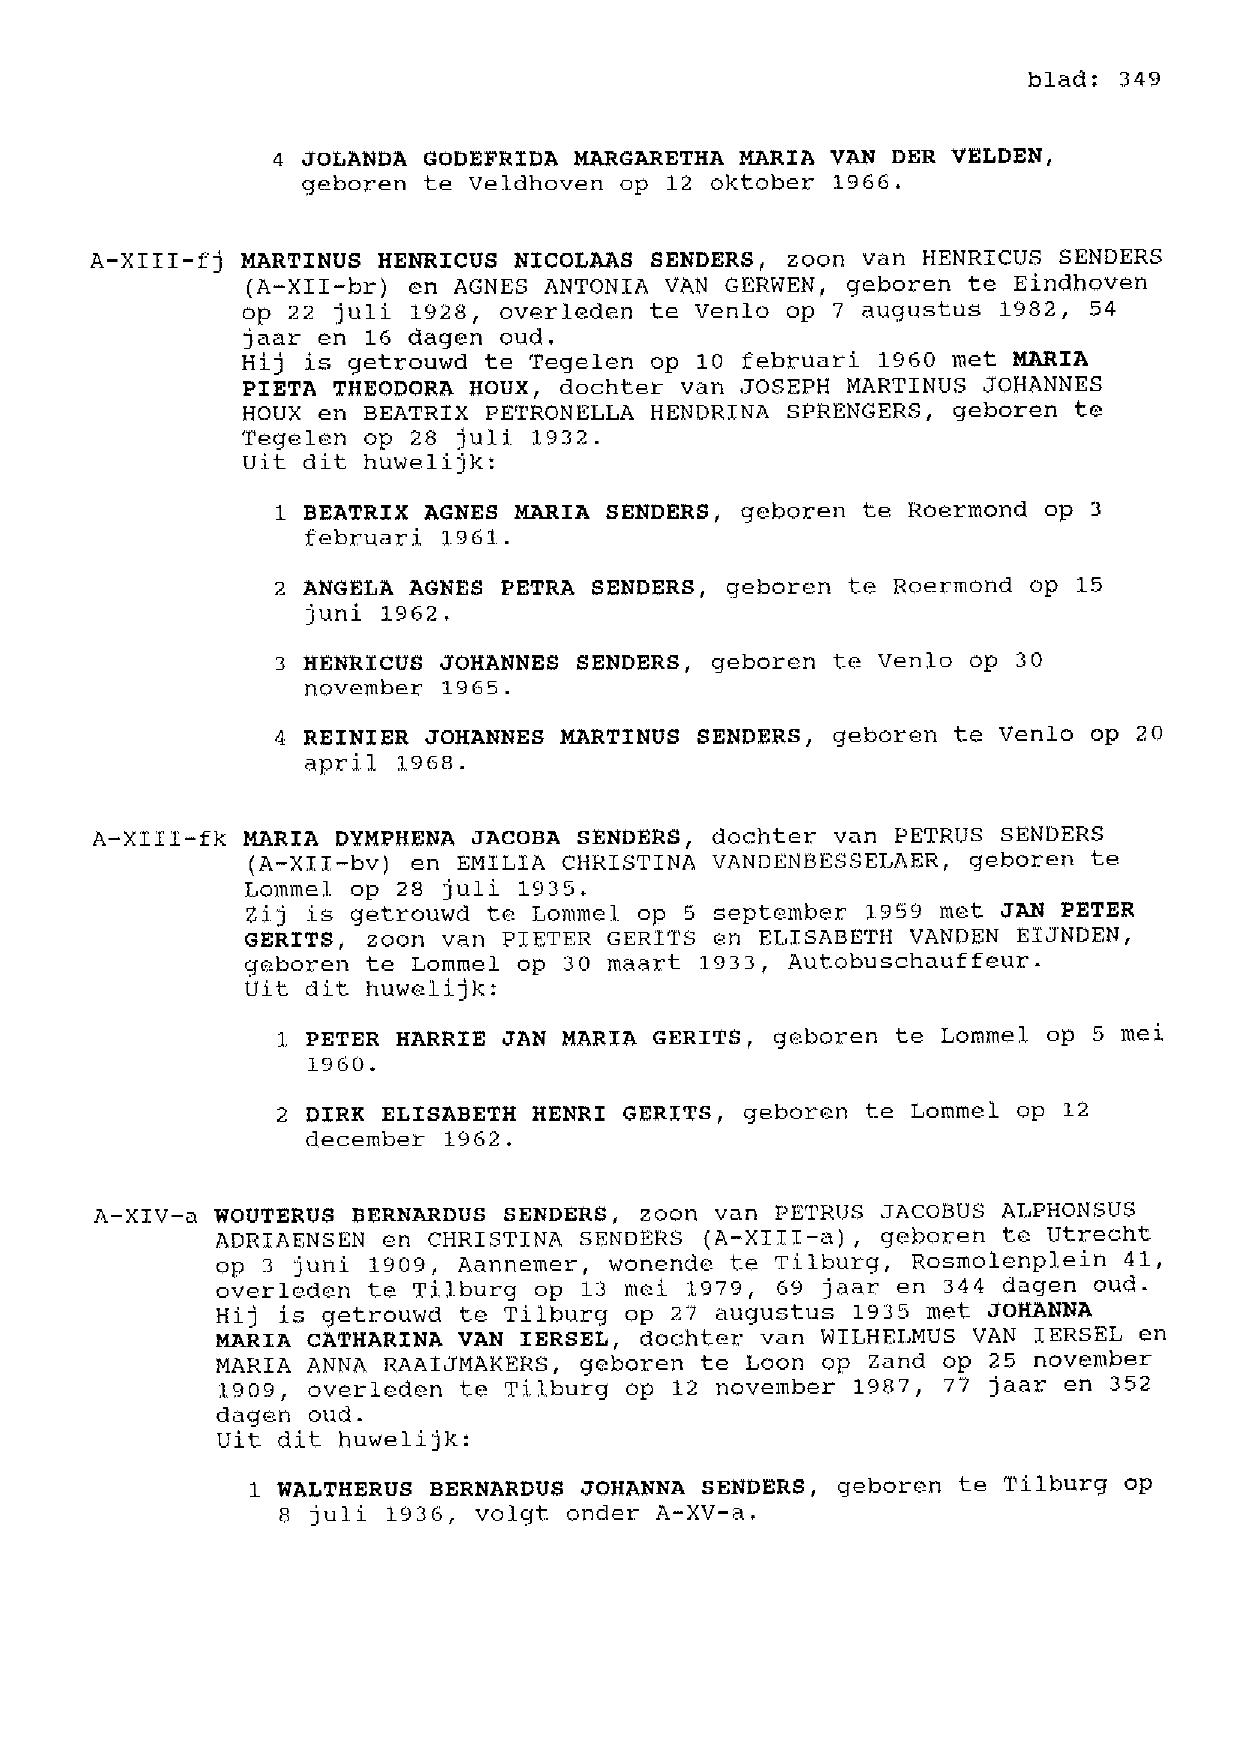 blad: 349
4 JOLANDA GODEFRIDA MARGARETHA MARIA VAN DER VELDEN,
geboren te Veldhoven op 12 oktober 1966.
A-XIII-fj MARTINUS HENRICUS NICOLAAS SENDERS, zoon van HENRICUS SENDERS
(A-XII-br) en AGNES ANTONIA VAN GERWEN, geboren te Eindhoven
op 22 juli 1928, overleden te Venlo op 7 augustus 1982, 54
jaar en 16 dagen oud.
Hij is getrouwd te Tegelen op 10 februari 1960 met MARIA
PIETA THEODORA HOUX, dochter van JOSEPH MARTINUS JOHANNES
HOUX en BEATRIX PETRONELLA HENDRINA SPRENGERS, geboren te
Tegelen op 28 juli 1932.
Uit dit huwelijk:
1 BEATRIX AGNES MARIA SENDERS, geboren te Roermond op 3
februari 1961.
2 ANGELA AGNES PETRA SENDERS, geboren te Roermond op 15
juni 1962.
3 HENRICUS JOHANNES SENDERS, geboren te Venlo op 30
november 1965.
4 REINIER JOHANNES MARTINUS SENDERS, geboren te Venlo op 20
april 1968.
A-XIII-fk MARIA DYMPHENA JACOBA SENDERS, dochter van PETRUS SENDERS
(A-XII-bv) en EMILIA CHRISTINA VANDENBESSELAER, geboren te
Lommel op 28 juli 1935.
Zij is getrouwd te Lommel op 5 september 1959 met JAN PETER
GERITS, zoon van PIETER GERITS en ELISABETH VANDEN EIJNDEN,
geboren te Lommel op 30 maart 1933, Autobuschauffeur.
Uit dit huwelijk:
1 PETER HARRIE JAN MARIA GERITS, geboren te Lommel op 5 mei
1960.
2 DIRK ELISABETH HENRI GERITS, geboren te Lommel op 12
december 1962.
A-XIV-a WOUTERUS BERNARDUS SENDERS, zoon van PETRUS JACOBUS ALPHONSUS
ADRIAENSEN en CHRISTINA SENDERS (A-XIII-a), geboren te Utrecht
op 3 juni 1909, Aannemer, wonende te Tilburg, Rosmolenplein 41,
overleden te Tilburg op 13 mei 1979, 69 jaar en 344 dagen oud.
Hij is getrouwd te Tilburg op 27 augustus 1935 met JOHANNA
MARIA CATHARINA VAN IERSEL, dochter van WILHELMUS VAN IERSEL en
MARIA ANNA RAAIJMAKERS, geboren te Loon op Zand op 25 november
1909, overleden te Tilburg op 12 november 1987, 77 jaar en 352
dagen oud.
Uit dit huwelijk:
1 WALTHERUS BERNARDUS JOHANNA SENDERS, geboren te Tilburg op
8 juli 1936, volgt onder A-XV-a.